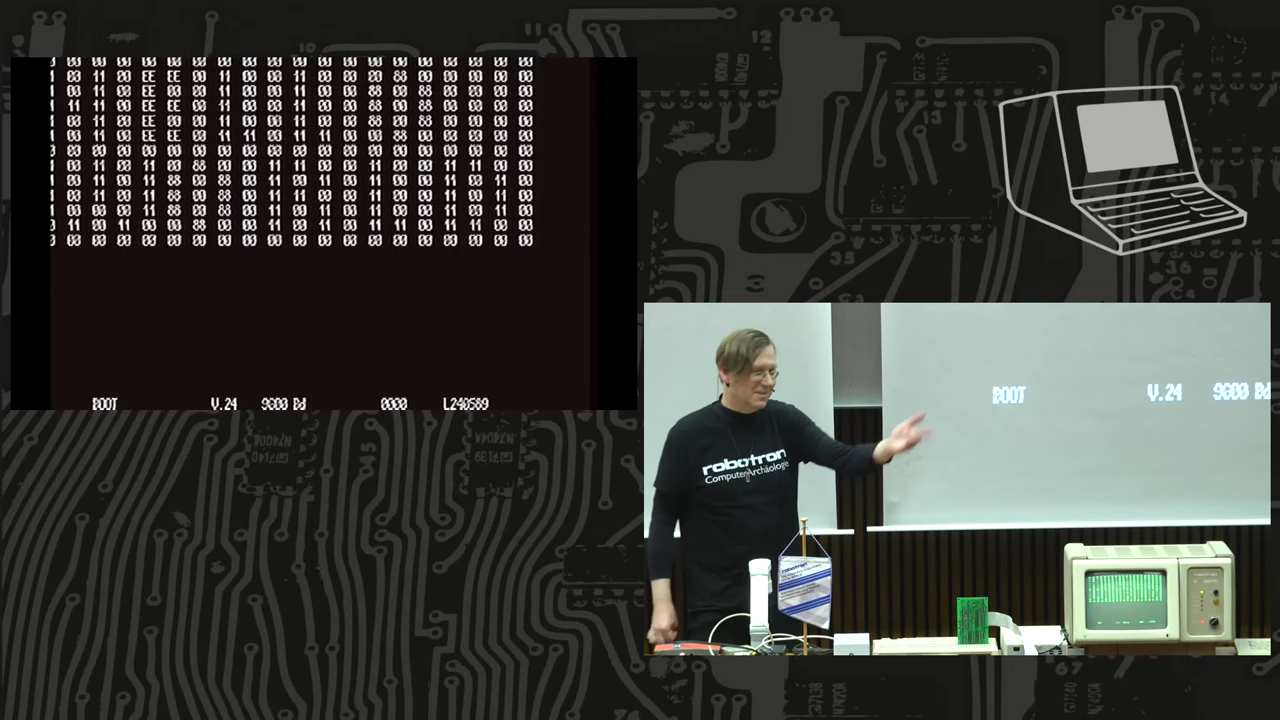 00 00 00 00 00 00 00 00 00 00 00 00 00 00 00 00 00 00 00
00 11 00 EE EE 00 11 00 00 11 00 00 00 88 00 00 00 00 00
00 11 00 EE 00 00 11 00 00 11 00 00 88 00 88 00 00 00 00
11 11 00 EE EE 00 11 00 00 11 00 00 88 00 88 00 00 00 00
00 11 00 EE 00 00 11 00 00 11 00 00 88 00 88 00 00 00 00
00 11 00 EE EE 00 11 11 00 11 11 00 00 88 00 00 00 00 00
00 00 00 00 00 00 00 00 00 00 00 00 00 00 00 00 00 00 00
00 11 00 11 00 88 00 00 11 11 00 00 11 00 00 11 11 00 00
00 11 00 11 88 00 88 00 11 00 11 00 11 00 00 11 00 11 00
00 11 00 11 88 00 88 00 11 11 00 00 11 00 00 11 00 11 00
00 00 00 11 88 00 88 00 11 00 11 00 11 00 00 11 00 11 00
11 00 11 00 00 88 00 00 11 00 11 00 11 11 00 11 11 00 00
00 00 00 00 00 00 00 00 00 00 00 00 00 00 00 00 00 00 00
BOOT V.24 9600 Bd 0000 L240589
BOOT V.24 9600 Bd
robotron
ComputerArchäologe
robotron